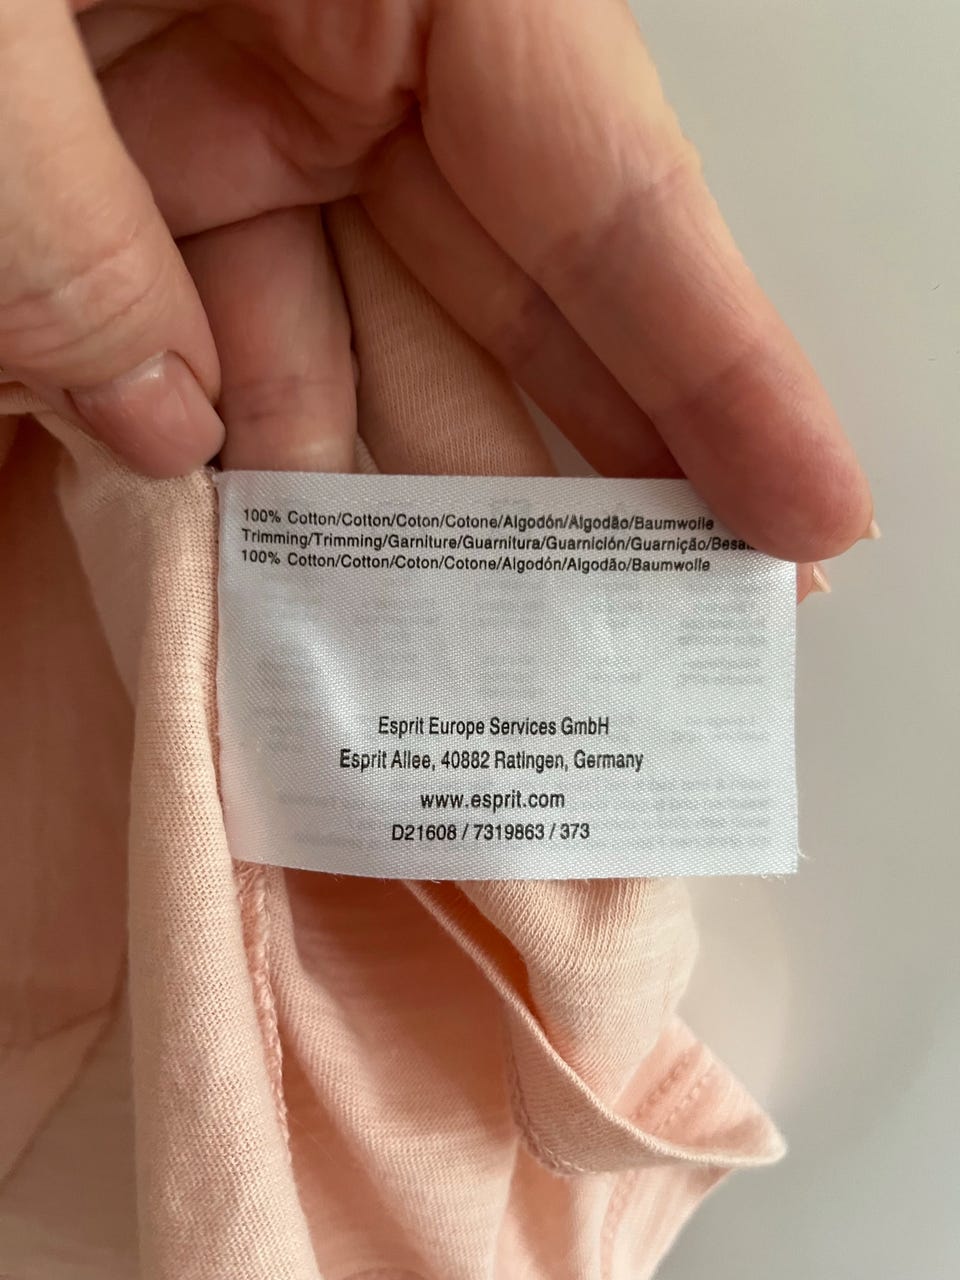 100% Cotton/Cotton/Coton/Cotone/Algodón/Algodão/Baumwolle
Trimming/Trimming/Garniture/Guarnitura/Guarnición/Guarnição/
100% Cotton/Cotton/Coton/Cotone/Algodón/Algodão/Baumwolle
Esprit Europe Services GmbH
Esprit Allee, 40882 Ratingen, Germany
www.esprit.com
D21608 / 7319863 / 373